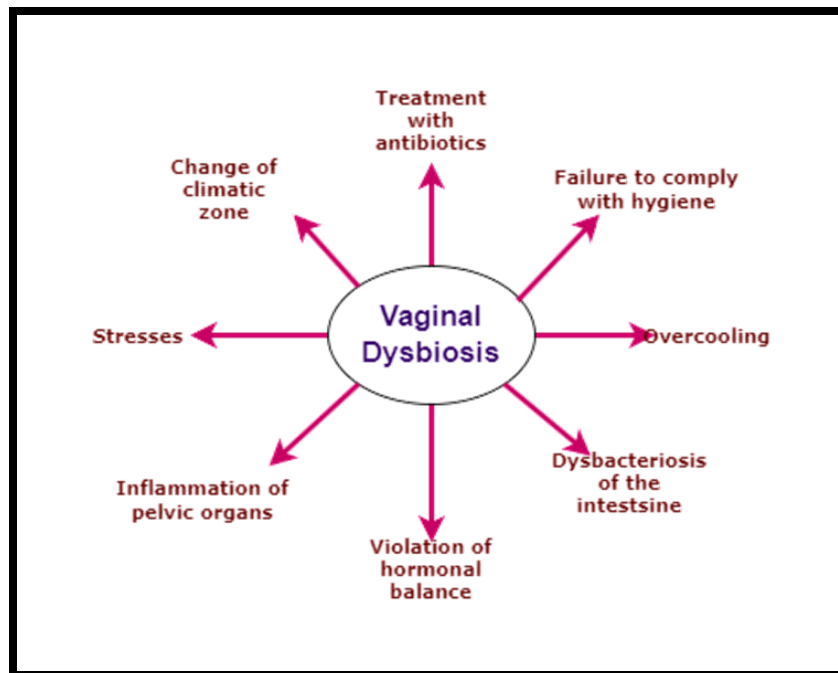 Treatment
with
antibiotics
Change of
climatic
zone
Failure to comply
with hygiene
Vaginal
Dysbiosis
Stresses
Overcooling
Inflammation of
pelvic organs
Dysbacteriosis
of the
intestsine
Violation of
hormonal
balance